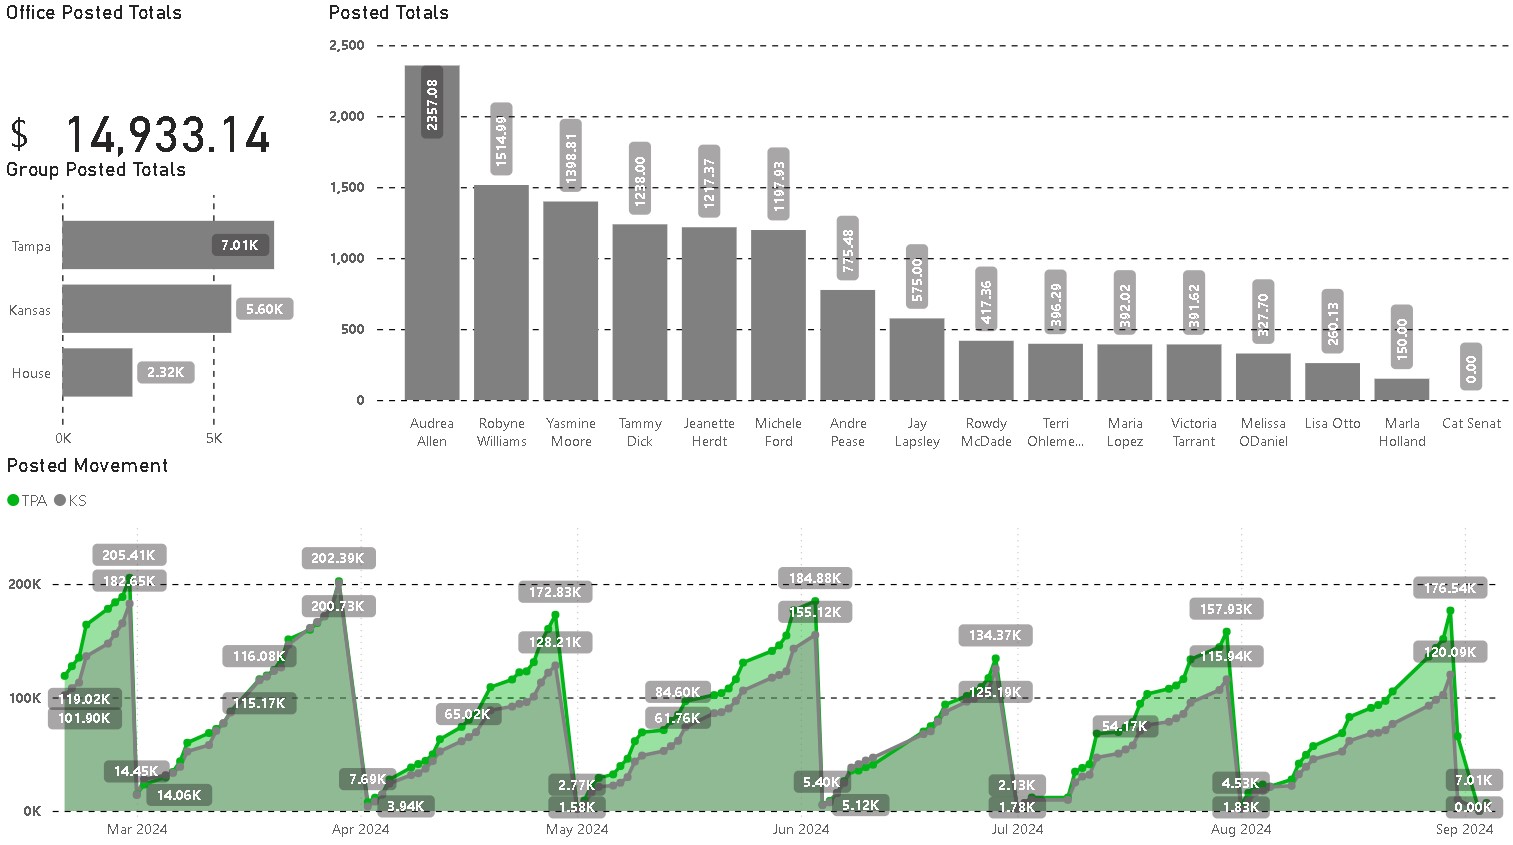 Office Posted Totals
$ 14,933.14
Group Posted Totals
Tampa
7.01K
Kansas
5.60K
House
2.32K
0K
5K
Posted Totals
2,500
2,000
1,500
1,000
500
0
2357.08
1514.99
1398.81
1238.00
1217.37
1197.93
775.48
575.00
417.36
396.29
392.02
391.62
327.70
260.13
150.00
0.00
Audrea
Allen
Robyne
Williams
Yasmine
Moore
Tammy
Dick
Jeanette
Herdt
Michele
Ford
Andre
Pease
Jay
Lapsley
Rowdy
McDade
Terri
Ohleme...
Maria
Lopez
Victoria
Tarrant
Melissa
ODaniel
Lisa Otto
Marla
Holland
Cat Senat
Posted Movement
TPA
KS
200K
100K
0K
205.41K
182.65K
119.02K
101.90K
14.45K
14.06K
116.08K
115.17K
202.39K
200.73K
7.69K
3.94K
65.02K
172.83K
128.21K
2.77K
1.58K
84.60K
61.76K
184.88K
155.12K
5.40K
5.12K
134.37K
125.19K
2.13K
1.78K
54.17K
157.93K
115.94K
4.53K
1.83K
176.54K
120.09K
7.01K
0.00K
Mar 2024
Apr 2024
May 2024
Jun 2024
Jul 2024
Aug 2024
Sep 2024